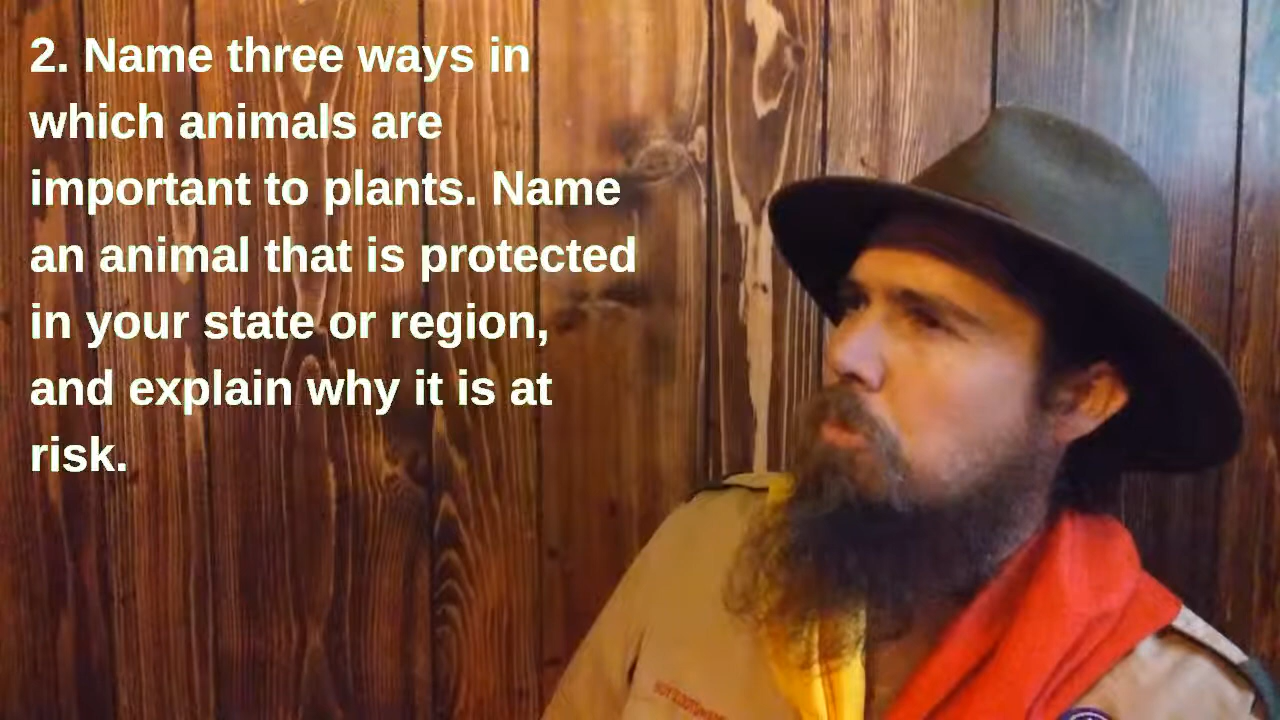 2. Name three ways in
which animals are
important to plants. Name
an animal that is protected
in your state or region,
and explain why it is at
risk.